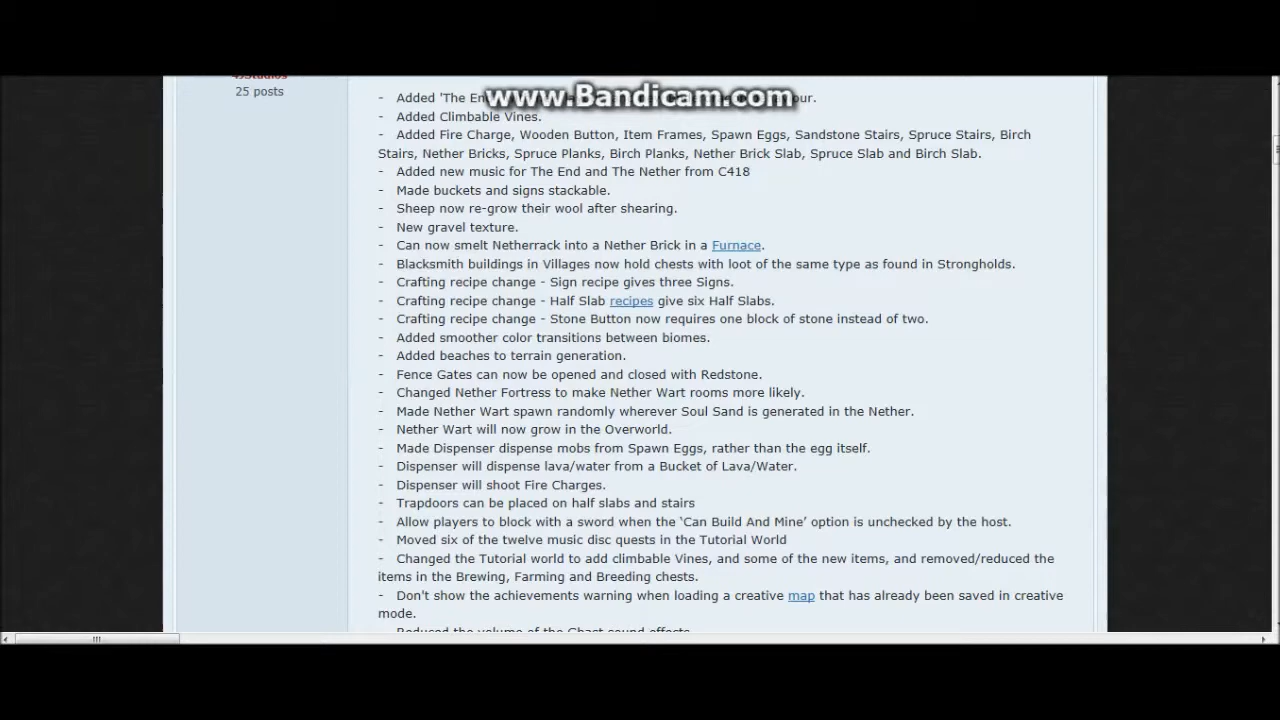 www.Bandicam.com
25 posts
- Added 'The End
- Added Climbable Vines.
- Added Fire Charge, Wooden Button, Item Frames, Spawn Eggs, Sandstone Stairs, Spruce Stairs, Birch
Stairs, Nether Bricks, Spruce Planks, Birch Planks, Nether Brick Slab, Spruce Slab and Birch Slab.
- Added new music for The End and The Nether from C418
- Made buckets and signs stackable.
- Sheep now re-grow their wool after shearing.
- New gravel texture.
- Can now smelt Netherrack into a Nether Brick in a Furnace.
- Blacksmith buildings in Villages now hold chests with loot of the same type as found in Strongholds.
- Crafting recipe change - Sign recipe gives three Signs.
- Crafting recipe change - Half Slab recipes give six Half Slabs.
- Crafting recipe change - Stone Button now requires one block of stone instead of two.
- Added smoother color transitions between biomes.
- Added beaches to terrain generation.
- Fence Gates can now be opened and closed with Redstone.
- Changed Nether Fortress to make Nether Wart rooms more likely.
- Made Nether Wart spawn randomly wherever Soul Sand is generated in the Nether.
- Nether Wart will now grow in the Overworld.
- Made Dispenser dispense mobs from Spawn Eggs, rather than the egg itself.
- Dispenser will dispense lava/water from a Bucket of Lava/Water.
- Dispenser will shoot Fire Charges.
- Trapdoors can be placed on half slabs and stairs
- Allow players to block with a sword when the ‘Can Build And Mine’ option is unchecked by the host.
- Moved six of the twelve music disc quests in the Tutorial World
- Changed the Tutorial world to add climbable Vines, and some of the new items, and removed/reduced the
items in the Brewing, Farming and Breeding chests.
- Don't show the achievements warning when loading a creative map that has already been saved in creative
mode.
- Reduced the volume of the Ghast sound effects